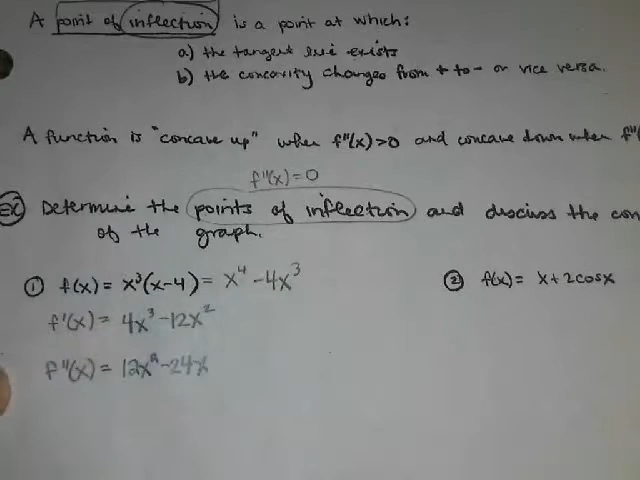 A point of inflection is a point at which:
a) the tangent line exists
b) the concavity changes from + to - or vice versa.
A function is "concave up" when f"(x)>0 and concave down when f"
f"(x)=0
Ex Determine the points of inflection and discuss the con
of the graph.
① f(x) = x³(x-4) = x⁴ - 4x³
② f(x) = x + 2cosx
f'(x) = 4x³ - 12x²
f"(x) = 12x² - 24x